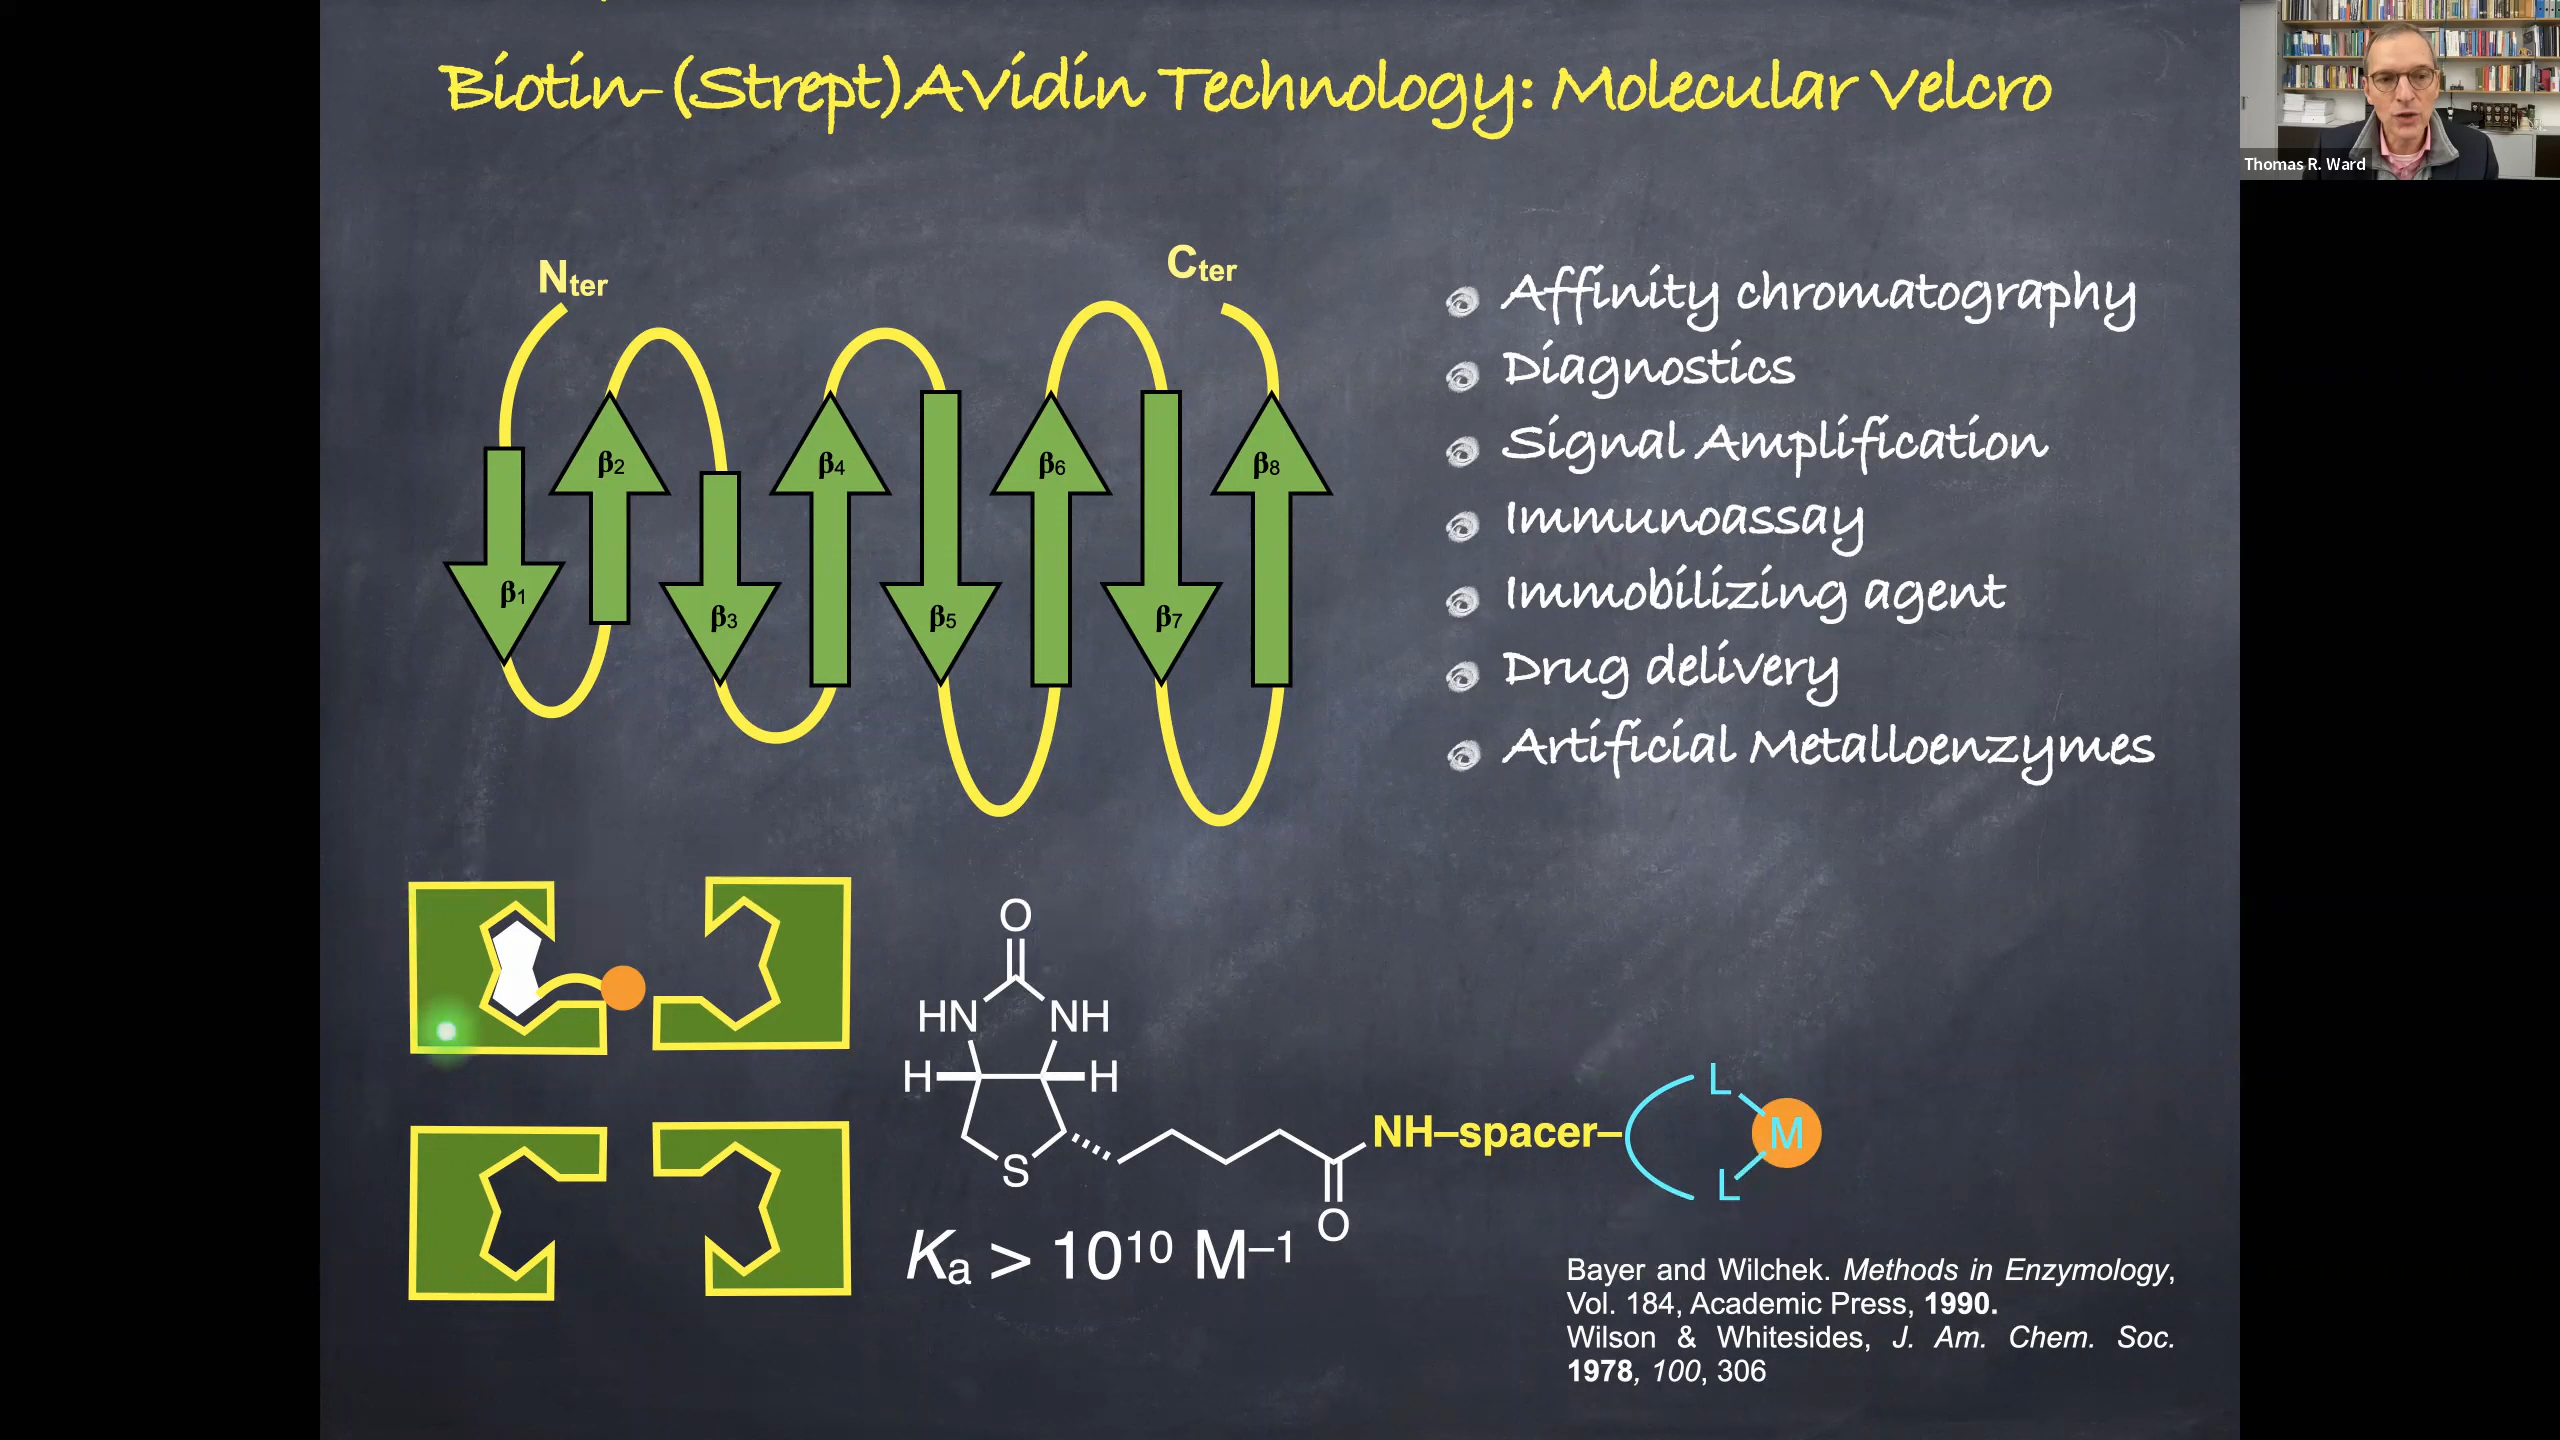 Biotin-(Strept)Avidin Technology: Molecular Velcro
Thomas R. Ward
Nter
Cter
β1
β2
β3
β4
β5
β6
β7
β8
Affinity chromatography
Diagnostics
Signal Amplification
Immunoassay
Immobilizing agent
Drug delivery
Artificial Metalloenzymes
O
HN
NH
H
H
S
O
NH–spacer–
L
M
L
Ka > 10¹⁰ M⁻¹
Bayer and Wilchek. Methods in Enzymology,
Vol. 184, Academic Press, 1990.
Wilson & Whitesides, J. Am. Chem. Soc.
1978, 100, 306